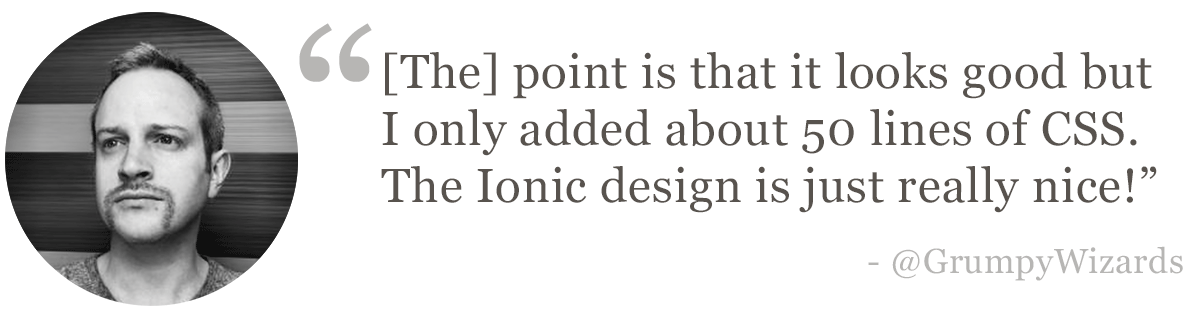 “[The] point is that it looks good but
I only added about 50 lines of CSS.
The Ionic design is just really nice!”
- @GrumpyWizards